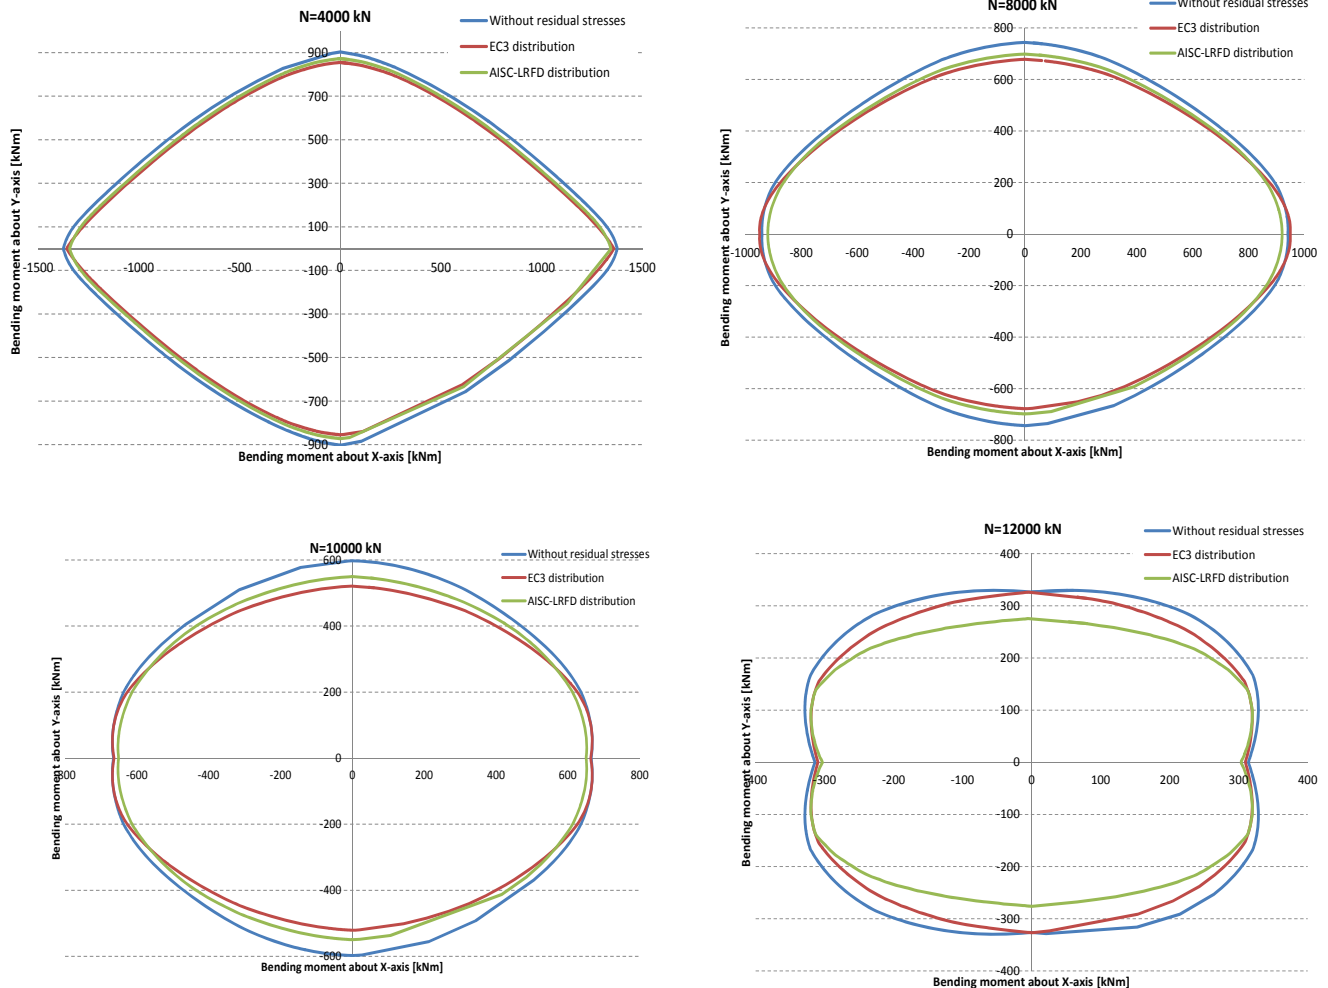 N=4000 kN
Without residual stresses
EC3 distribution
AISC-LRFD distribution
900
700
500
300
100
-100
-300
-500
-700
-900
-1500
-1000
-500
0
500
1000
1500
Bending moment about Y-axis [kNm]
Bending moment about X-axis [kNm]
N=8000 kN
Without residual stresses
EC3 distribution
AISC-LRFD distribution
800
600
400
200
0
-200
-400
-600
-800
-1000
-800
-600
-400
-200
0
200
400
600
800
1000
Bending moment about Y-axis [kNm]
Bending moment about X-axis [kNm]
N=10000 kN
Without residual stresses
EC3 distribution
AISC-LRFD distribution
600
400
200
0
-200
-400
-600
800
-600
-400
-200
0
200
400
600
800
Bending moment about Y-axis [kNm]
Bending moment about X-axis [kNm]
N=12000 kN
Without residual stresses
EC3 distribution
AISC-LRFD distribution
400
300
200
100
0
-100
-200
-300
-400
-400
-300
-200
-100
0
100
200
300
400
Bending moment about Y-axis [kNm]
Bending moment about X-axis [kNm]